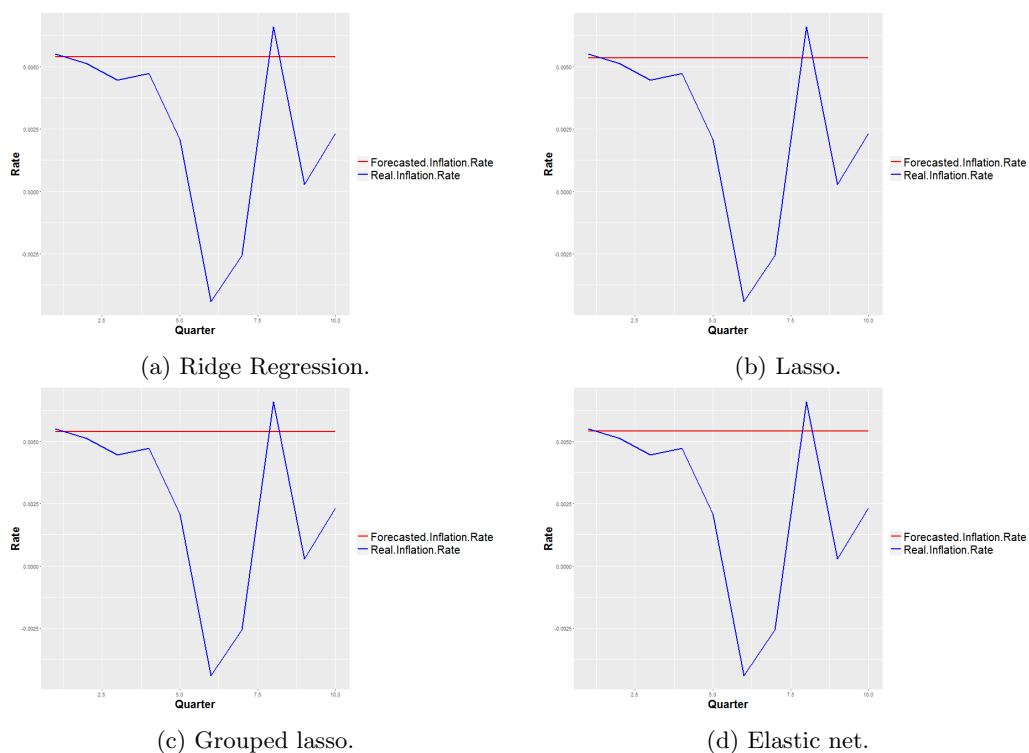 0.0050
0.0025
0.0000
-0.0025
Rate
2.5
5.0
7.5
10.0
Quarter
Forecasted.Inflation.Rate
Real.Inflation.Rate
(a) Ridge Regression.
0.0050
0.0025
0.0000
-0.0025
Rate
2.5
5.0
7.5
10.0
Quarter
Forecasted.Inflation.Rate
Real.Inflation.Rate
(b) Lasso.
0.0050
0.0025
0.0000
-0.0025
Rate
2.5
5.0
7.5
10.0
Quarter
Forecasted.Inflation.Rate
Real.Inflation.Rate
(c) Grouped lasso.
0.0050
0.0025
0.0000
-0.0025
Rate
2.5
5.0
7.5
10.0
Quarter
Forecasted.Inflation.Rate
Real.Inflation.Rate
(d) Elastic net.